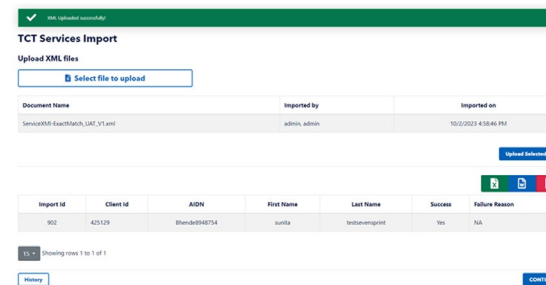 XML Uploaded successfully!
TCT Services Import
Upload XML files
Select file to upload
Document Name Imported by Imported on
ServiceXMl-ExactMatch_UAT_V1.xml admin, admin 10/2/2023 4:58:46 PM
Upload Selected
Import Id Client Id AIDN First Name Last Name Success Failure Reason
902 425129 Bhende8948754 sunita testsevensprint Yes NA
15 Showing rows 1 to 1 of 1
History CONTI